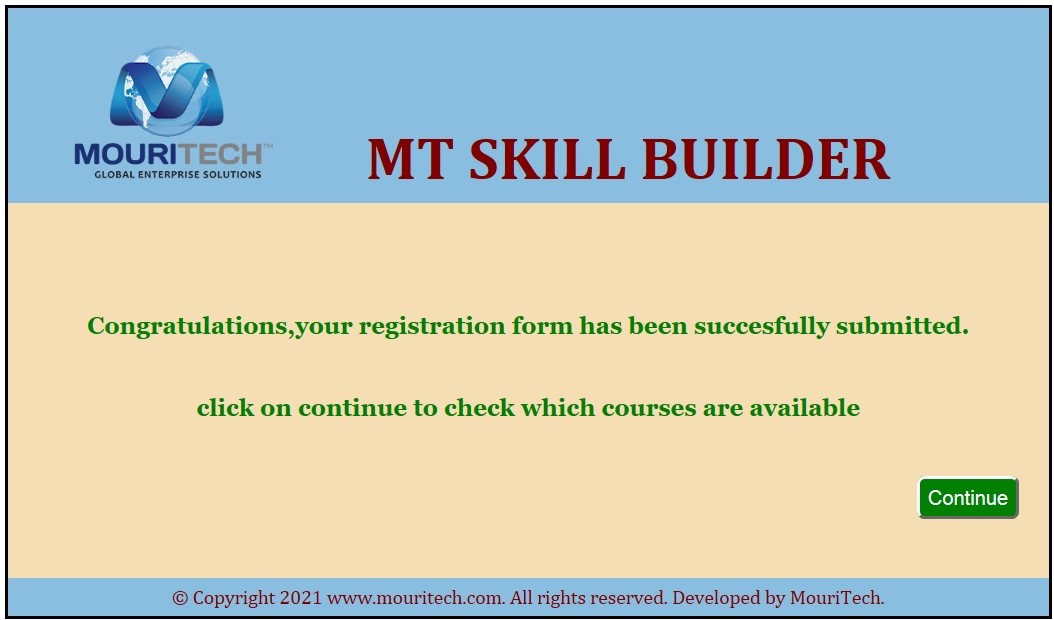 MOURITECH™
GLOBAL ENTERPRISE SOLUTIONS
MT SKILL BUILDER
Congratulations,your registration form has been succesfully submitted.
click on continue to check which courses are available
Continue
© Copyright 2021 www.mouritech.com. All rights reserved. Developed by MouriTech.